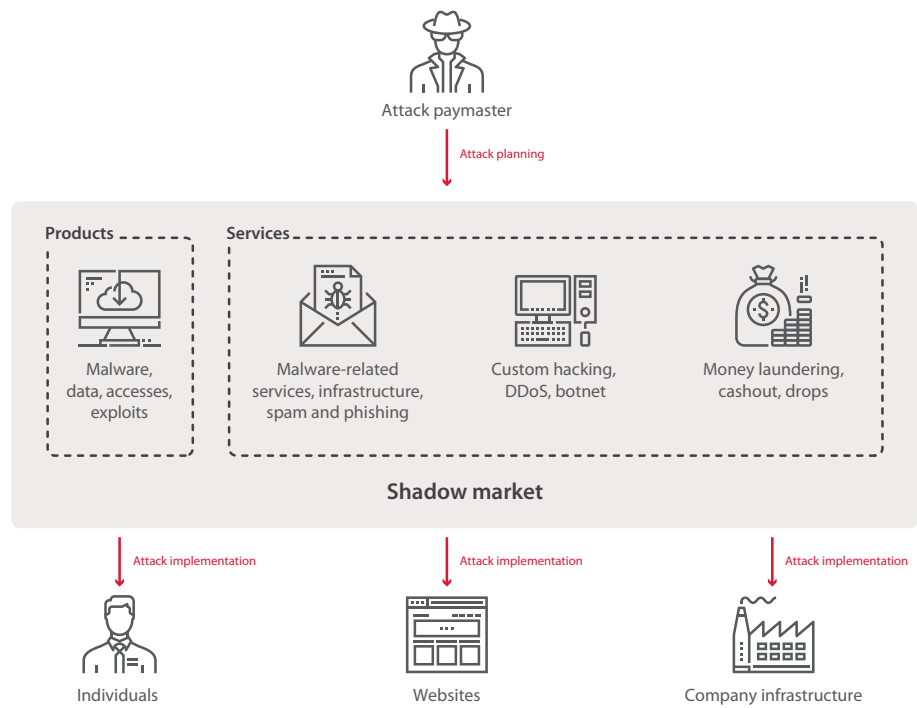 Attack paymaster
Attack planning
Products
Services
Malware,
data, accesses,
exploits
Malware-related
services, infrastructure,
spam and phishing
Custom hacking,
DDoS, botnet
Money laundering,
cashout, drops
Shadow market
Attack implementation
Attack implementation
Attack implementation
Individuals
Websites
Company infrastructure